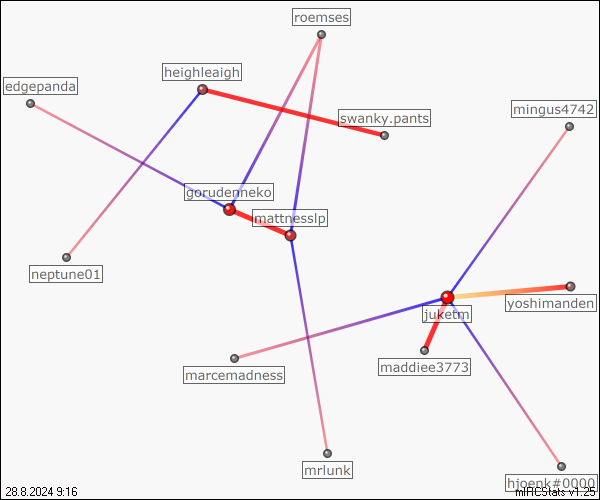 roemses
heighleaigh
edgepanda
swanky.pants
mingus4742
gorudenneko
mattnesslp
neptune01
yoshimanden
juketm
maddiee3773
marcemadness
mrlunk
hjoenk#0000
28.8.2024 9:16
mIRCStats v1.25